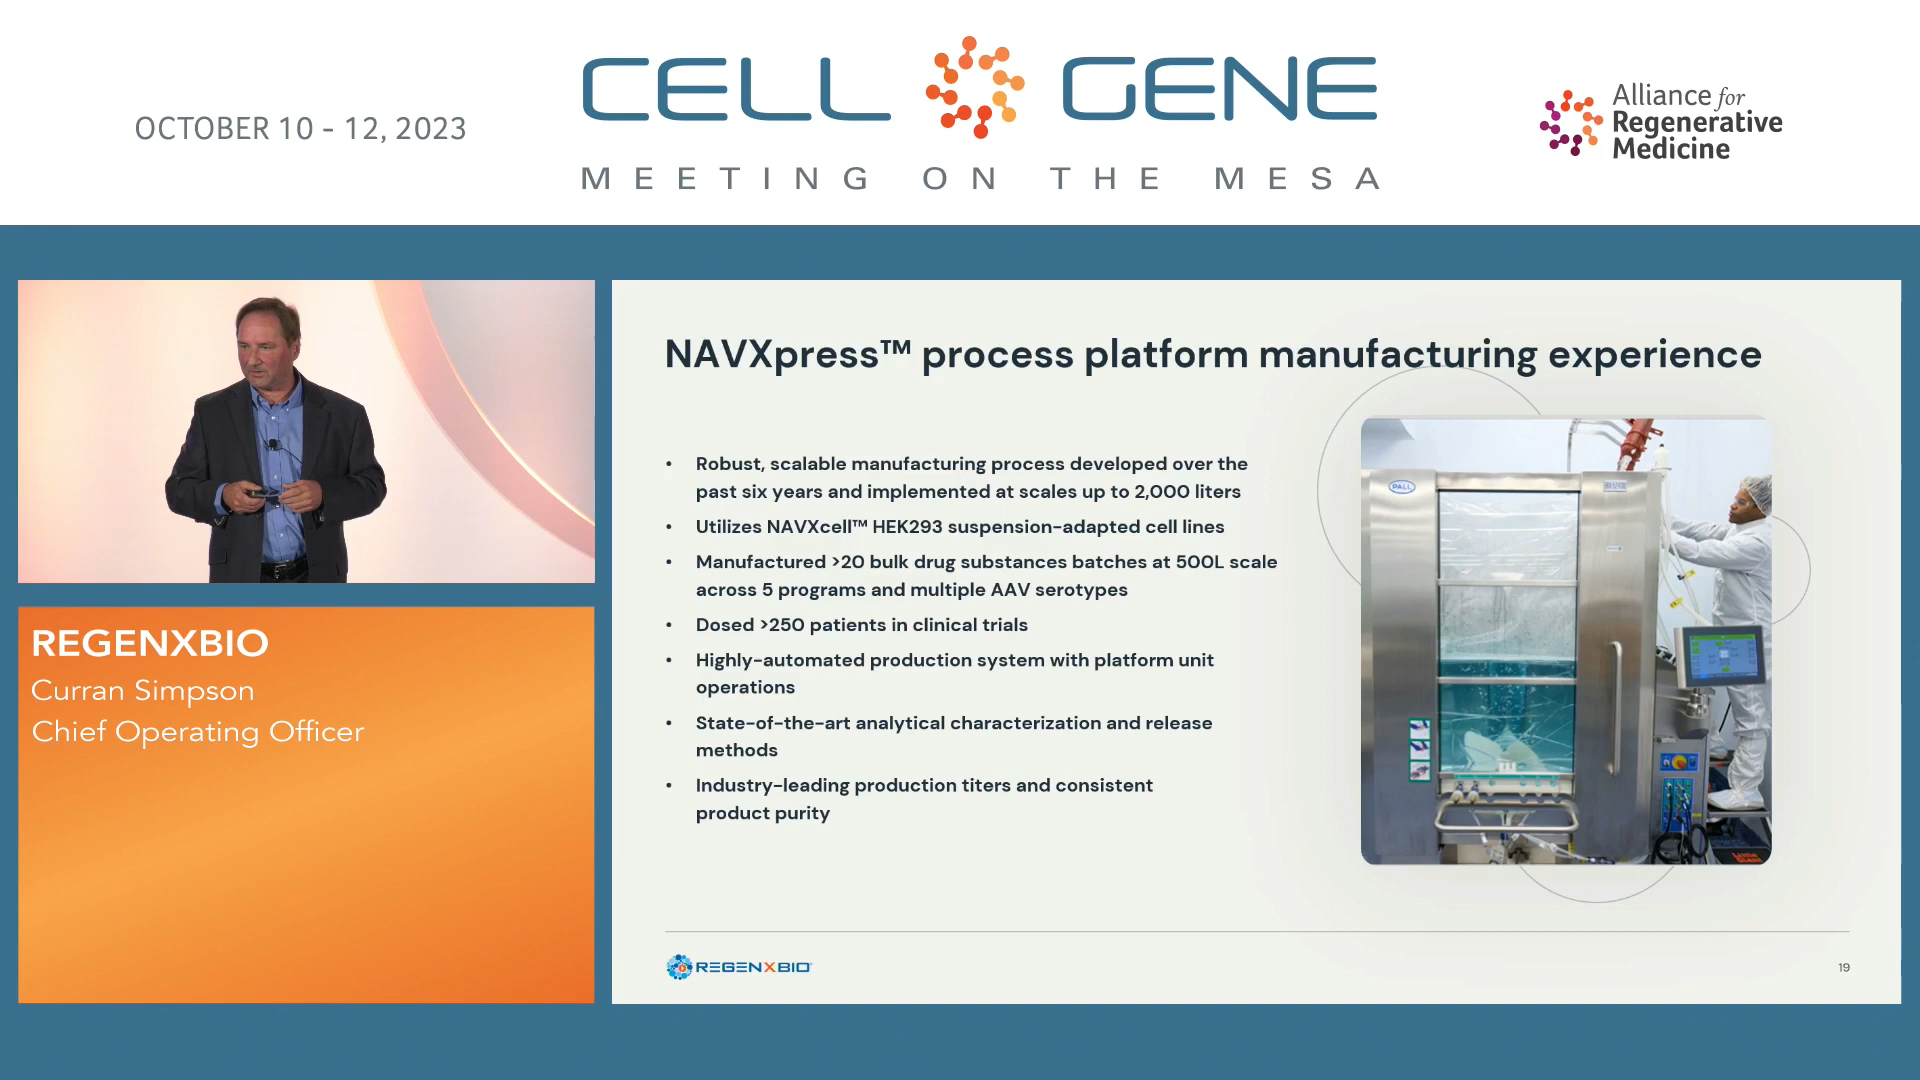 OCTOBER 10 - 12, 2023
CELL GENE
MEETING ON THE MESA
Alliance for
Regenerative
Medicine
REGENXBIO
Curran Simpson
Chief Operating Officer
NAVXpress™ process platform manufacturing experience
• Robust, scalable manufacturing process developed over the
past six years and implemented at scales up to 2,000 liters
• Utilizes NAVXcell™ HEK293 suspension-adapted cell lines
• Manufactured >20 bulk drug substances batches at 500L scale
across 5 programs and multiple AAV serotypes
• Dosed >250 patients in clinical trials
• Highly-automated production system with platform unit
operations
• State-of-the-art analytical characterization and release
methods
• Industry-leading production titers and consistent
product purity
PALL
REGENXBIO
19